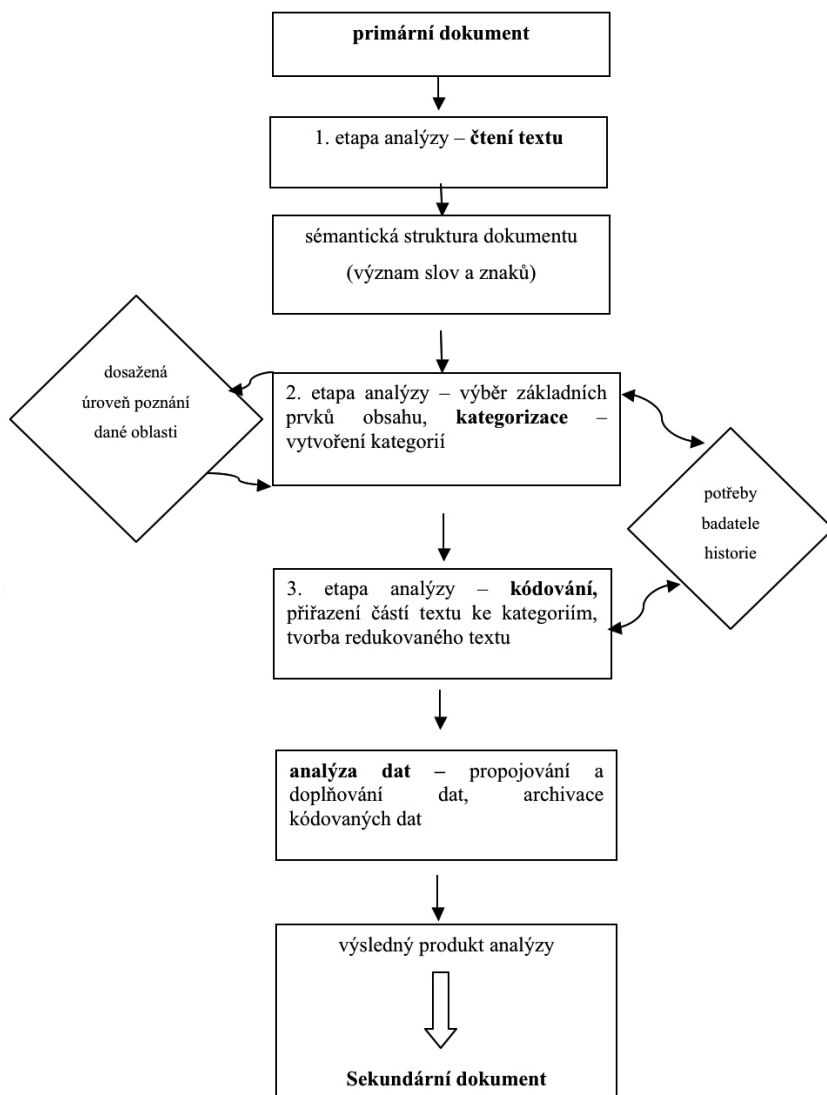 primární dokument
1. etapa analýzy – čtení textu
sémantická struktura dokumentu
(význam slov a znaků)
dosažená
úroveň poznání
dané oblasti
2. etapa analýzy – výběr základních
prvků obsahu, kategorizace –
vytvoření kategorií
potřeby
badatele
historie
3. etapa analýzy – kódování,
přiřazení částí textu ke kategoriím,
tvorba redukovaného textu
analýza dat – propojování a
doplňování dat, archivace
kódovaných dat
výsledný produkt analýzy
Sekundární dokument